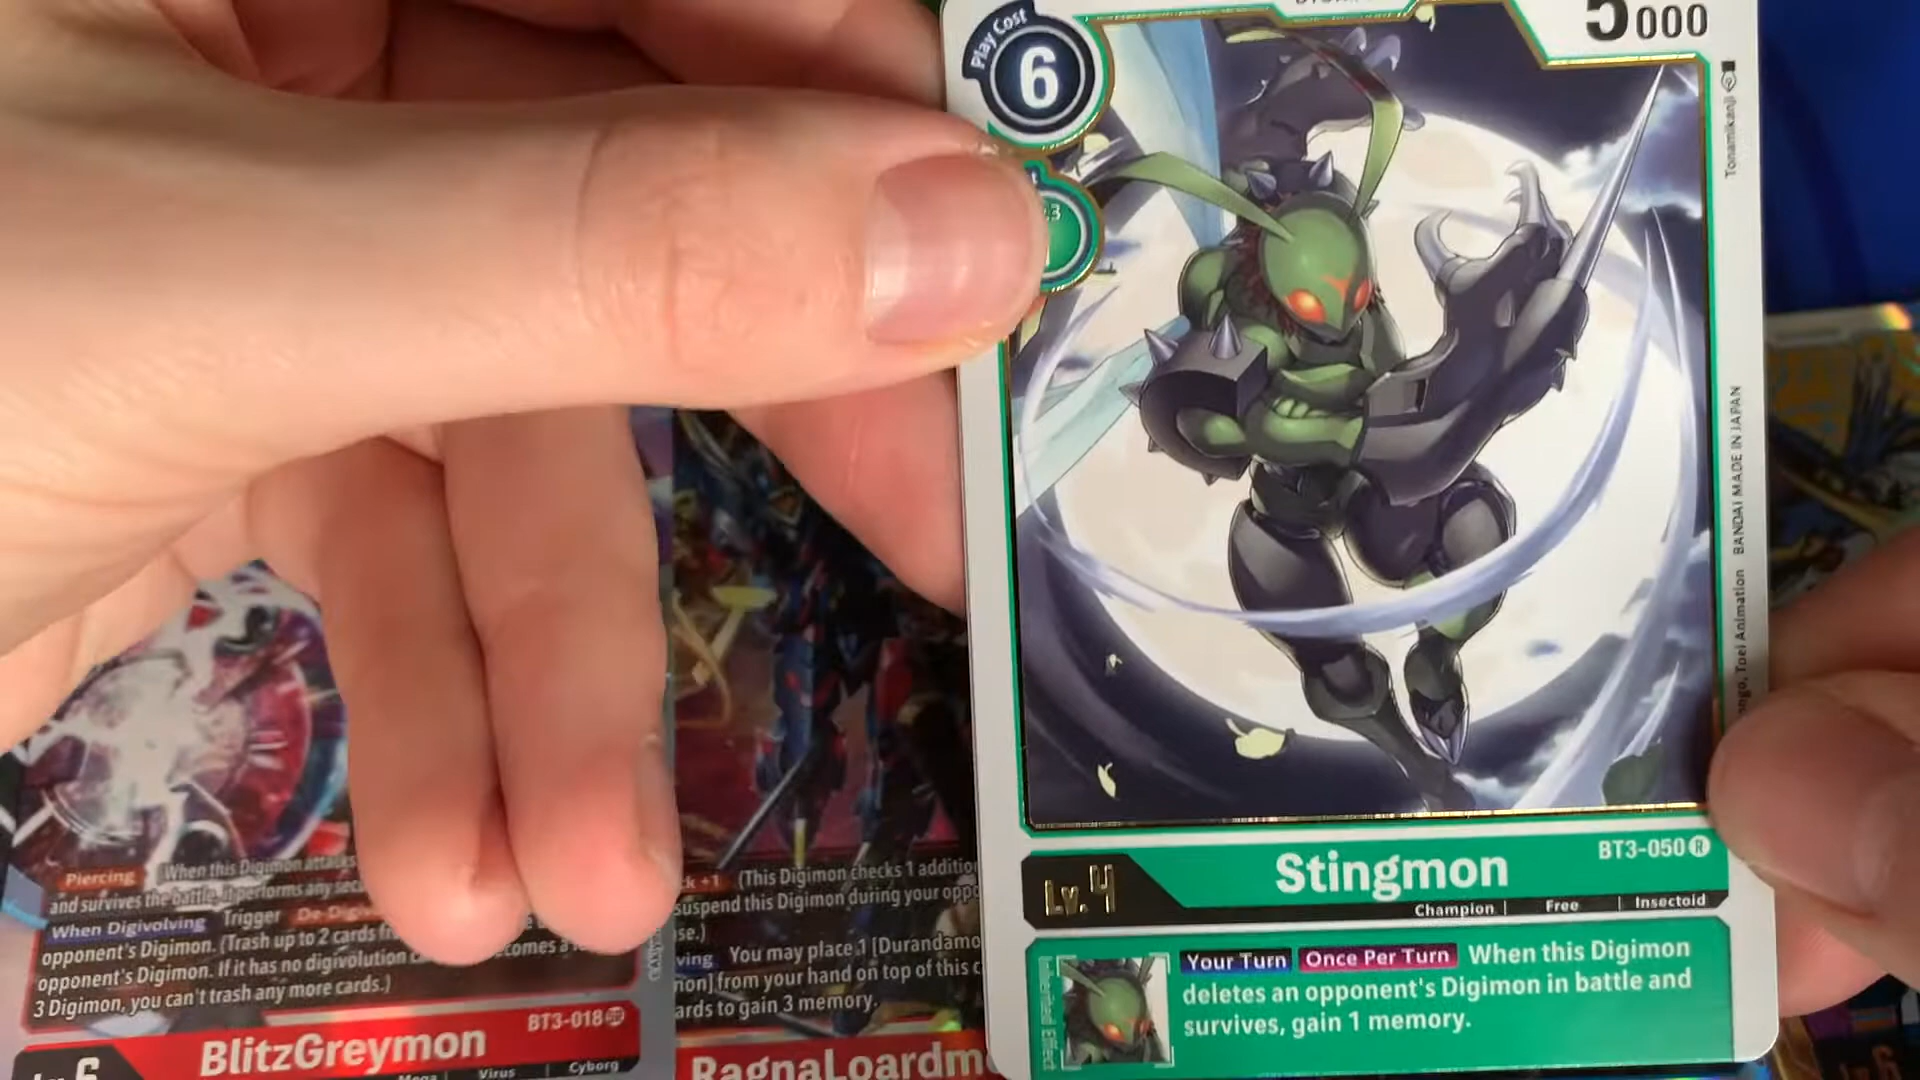 Play Cost
6
5000
Tonamikanji
BANDAI MADE IN JAPAN
Toei Animation
Stingmon
BT3-050 R
Lv.4
Champion | Free | Insectoid
Inherited Effect
Your Turn Once Per Turn When this Digimon
deletes an opponent's Digimon in battle and
survives, gain 1 memory.
Piercing (When this Digimon attacks
and survives the battle, it performs any
When Digivolving Trigger
opponent's Digimon. (Trash up to 2 cards
opponent's Digimon. If it has no digivolution
3 Digimon, you can't trash any more cards.)
BT3-018
BlitzGreymon
Lv.6
Mega | Virus | Cyborg
+1 (This Digimon checks 1
suspend this Digimon during your
You may place 1 [Durandamo
from your hand on top of this
to gain 3 memory.
RagnaLoardm